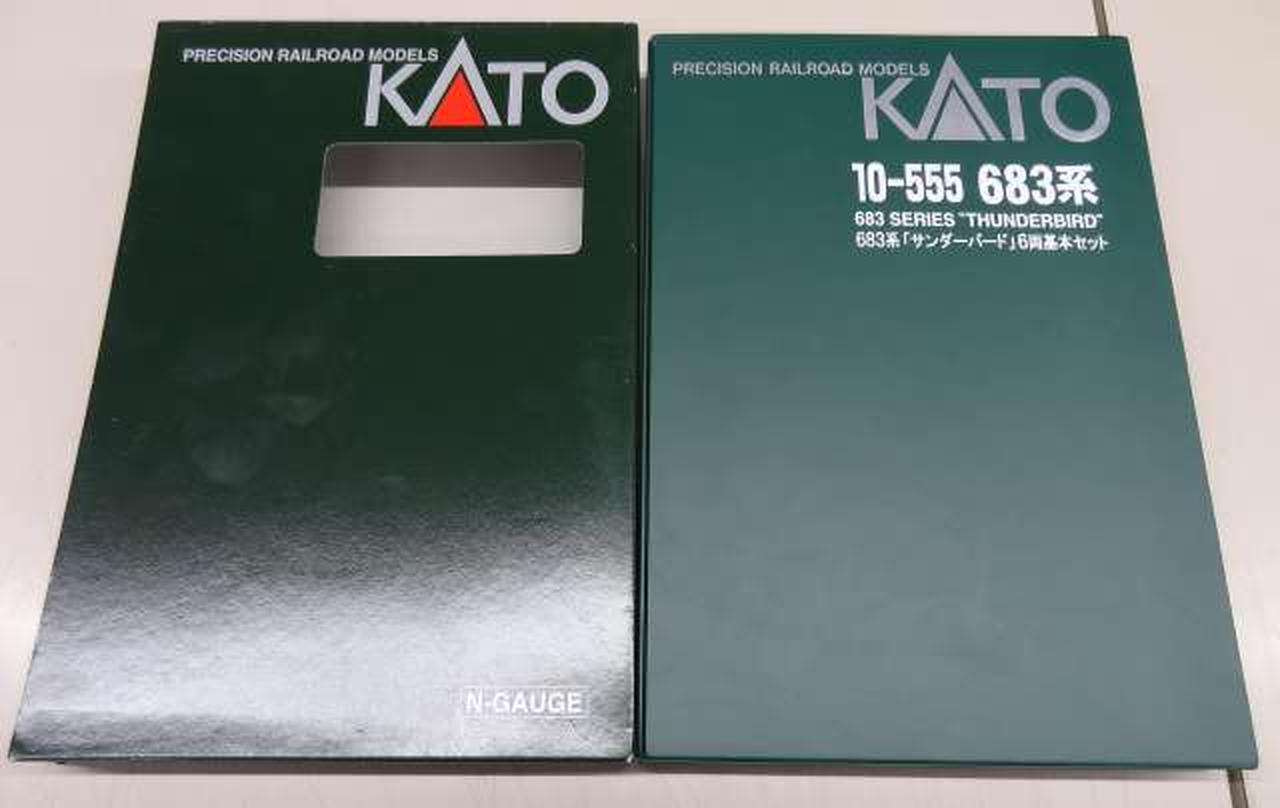 PRECISION RAILROAD MODELS
KATO
N-GAUGE
PRECISION RAILROAD MODELS
KATO
10-555 683系
683 SERIES "THUNDERBIRD"
683系「サンダーバード」6両基本セット